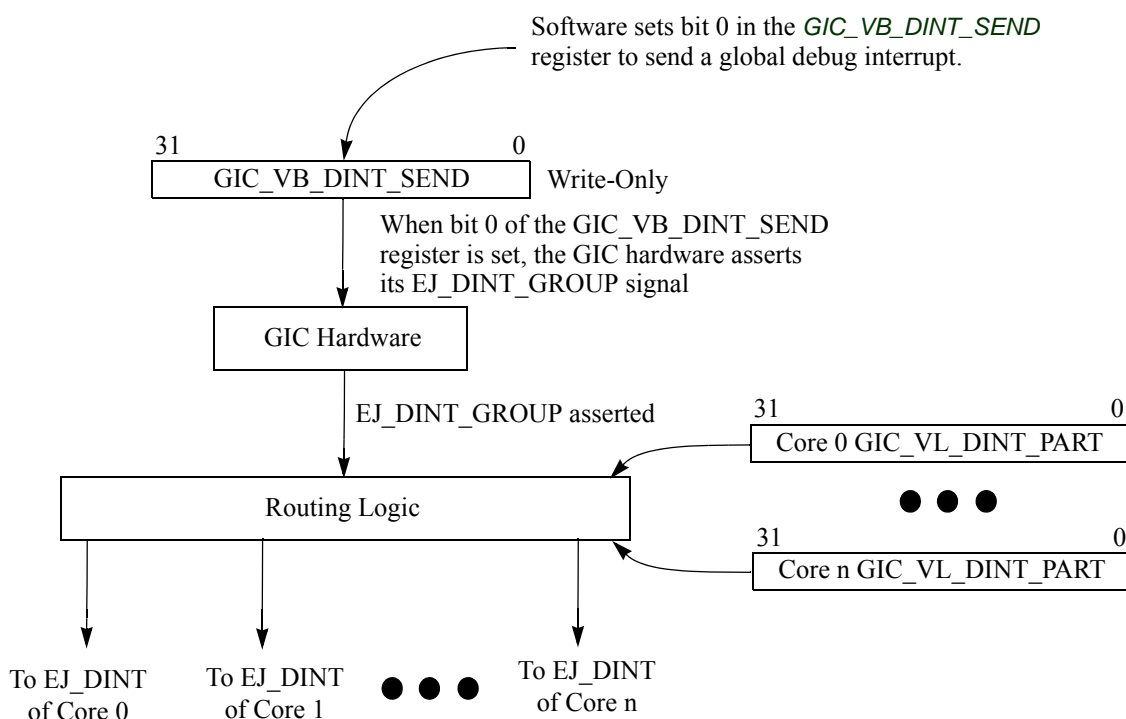 Software sets bit 0 in the GIC_VB_DINT_SEND
register to send a global debug interrupt.
31 0
GIC_VB_DINT_SEND Write-Only
When bit 0 of the GIC_VB_DINT_SEND
register is set, the GIC hardware asserts
its EJ_DINT_GROUP signal
GIC Hardware
EJ_DINT_GROUP asserted
31 0
Core 0 GIC_VL_DINT_PART
Routing Logic
31 0
Core n GIC_VL_DINT_PART
To EJ_DINT
of Core 0
To EJ_DINT
of Core 1
To EJ_DINT
of Core n